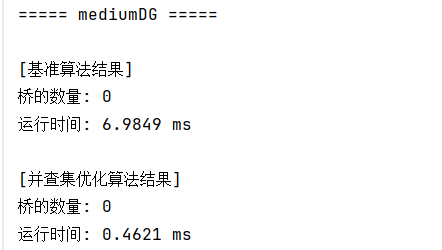 ===== mediumDG =====
[基准算法结果]
桥的数量: 0
运行时间: 6.9849 ms
[并查集优化算法结果]
桥的数量: 0
运行时间: 0.4621 ms